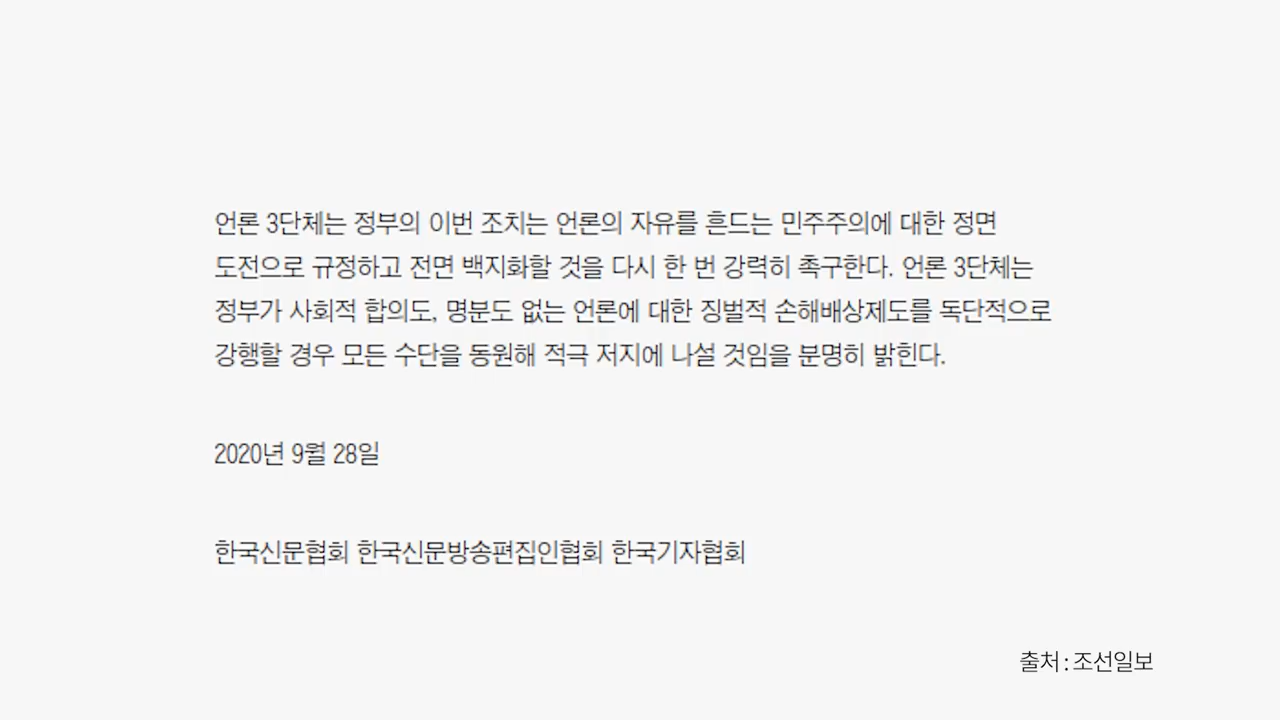 언론 3단체는 정부의 이번 조치는 언론의 자유를 흔드는 민주주의에 대한 정면
도전으로 규정하고 전면 백지화할 것을 다시 한 번 강력히 촉구한다. 언론 3단체는
정부가 사회적 합의도, 명분도 없는 언론에 대한 징벌적 손해배상제도를 독단적으로
강행할 경우 모든 수단을 동원해 적극 저지에 나설 것임을 분명히 밝힌다.
2020년 9월 28일
한국신문협회 한국신문방송편집인협회 한국기자협회
출처 : 조선일보